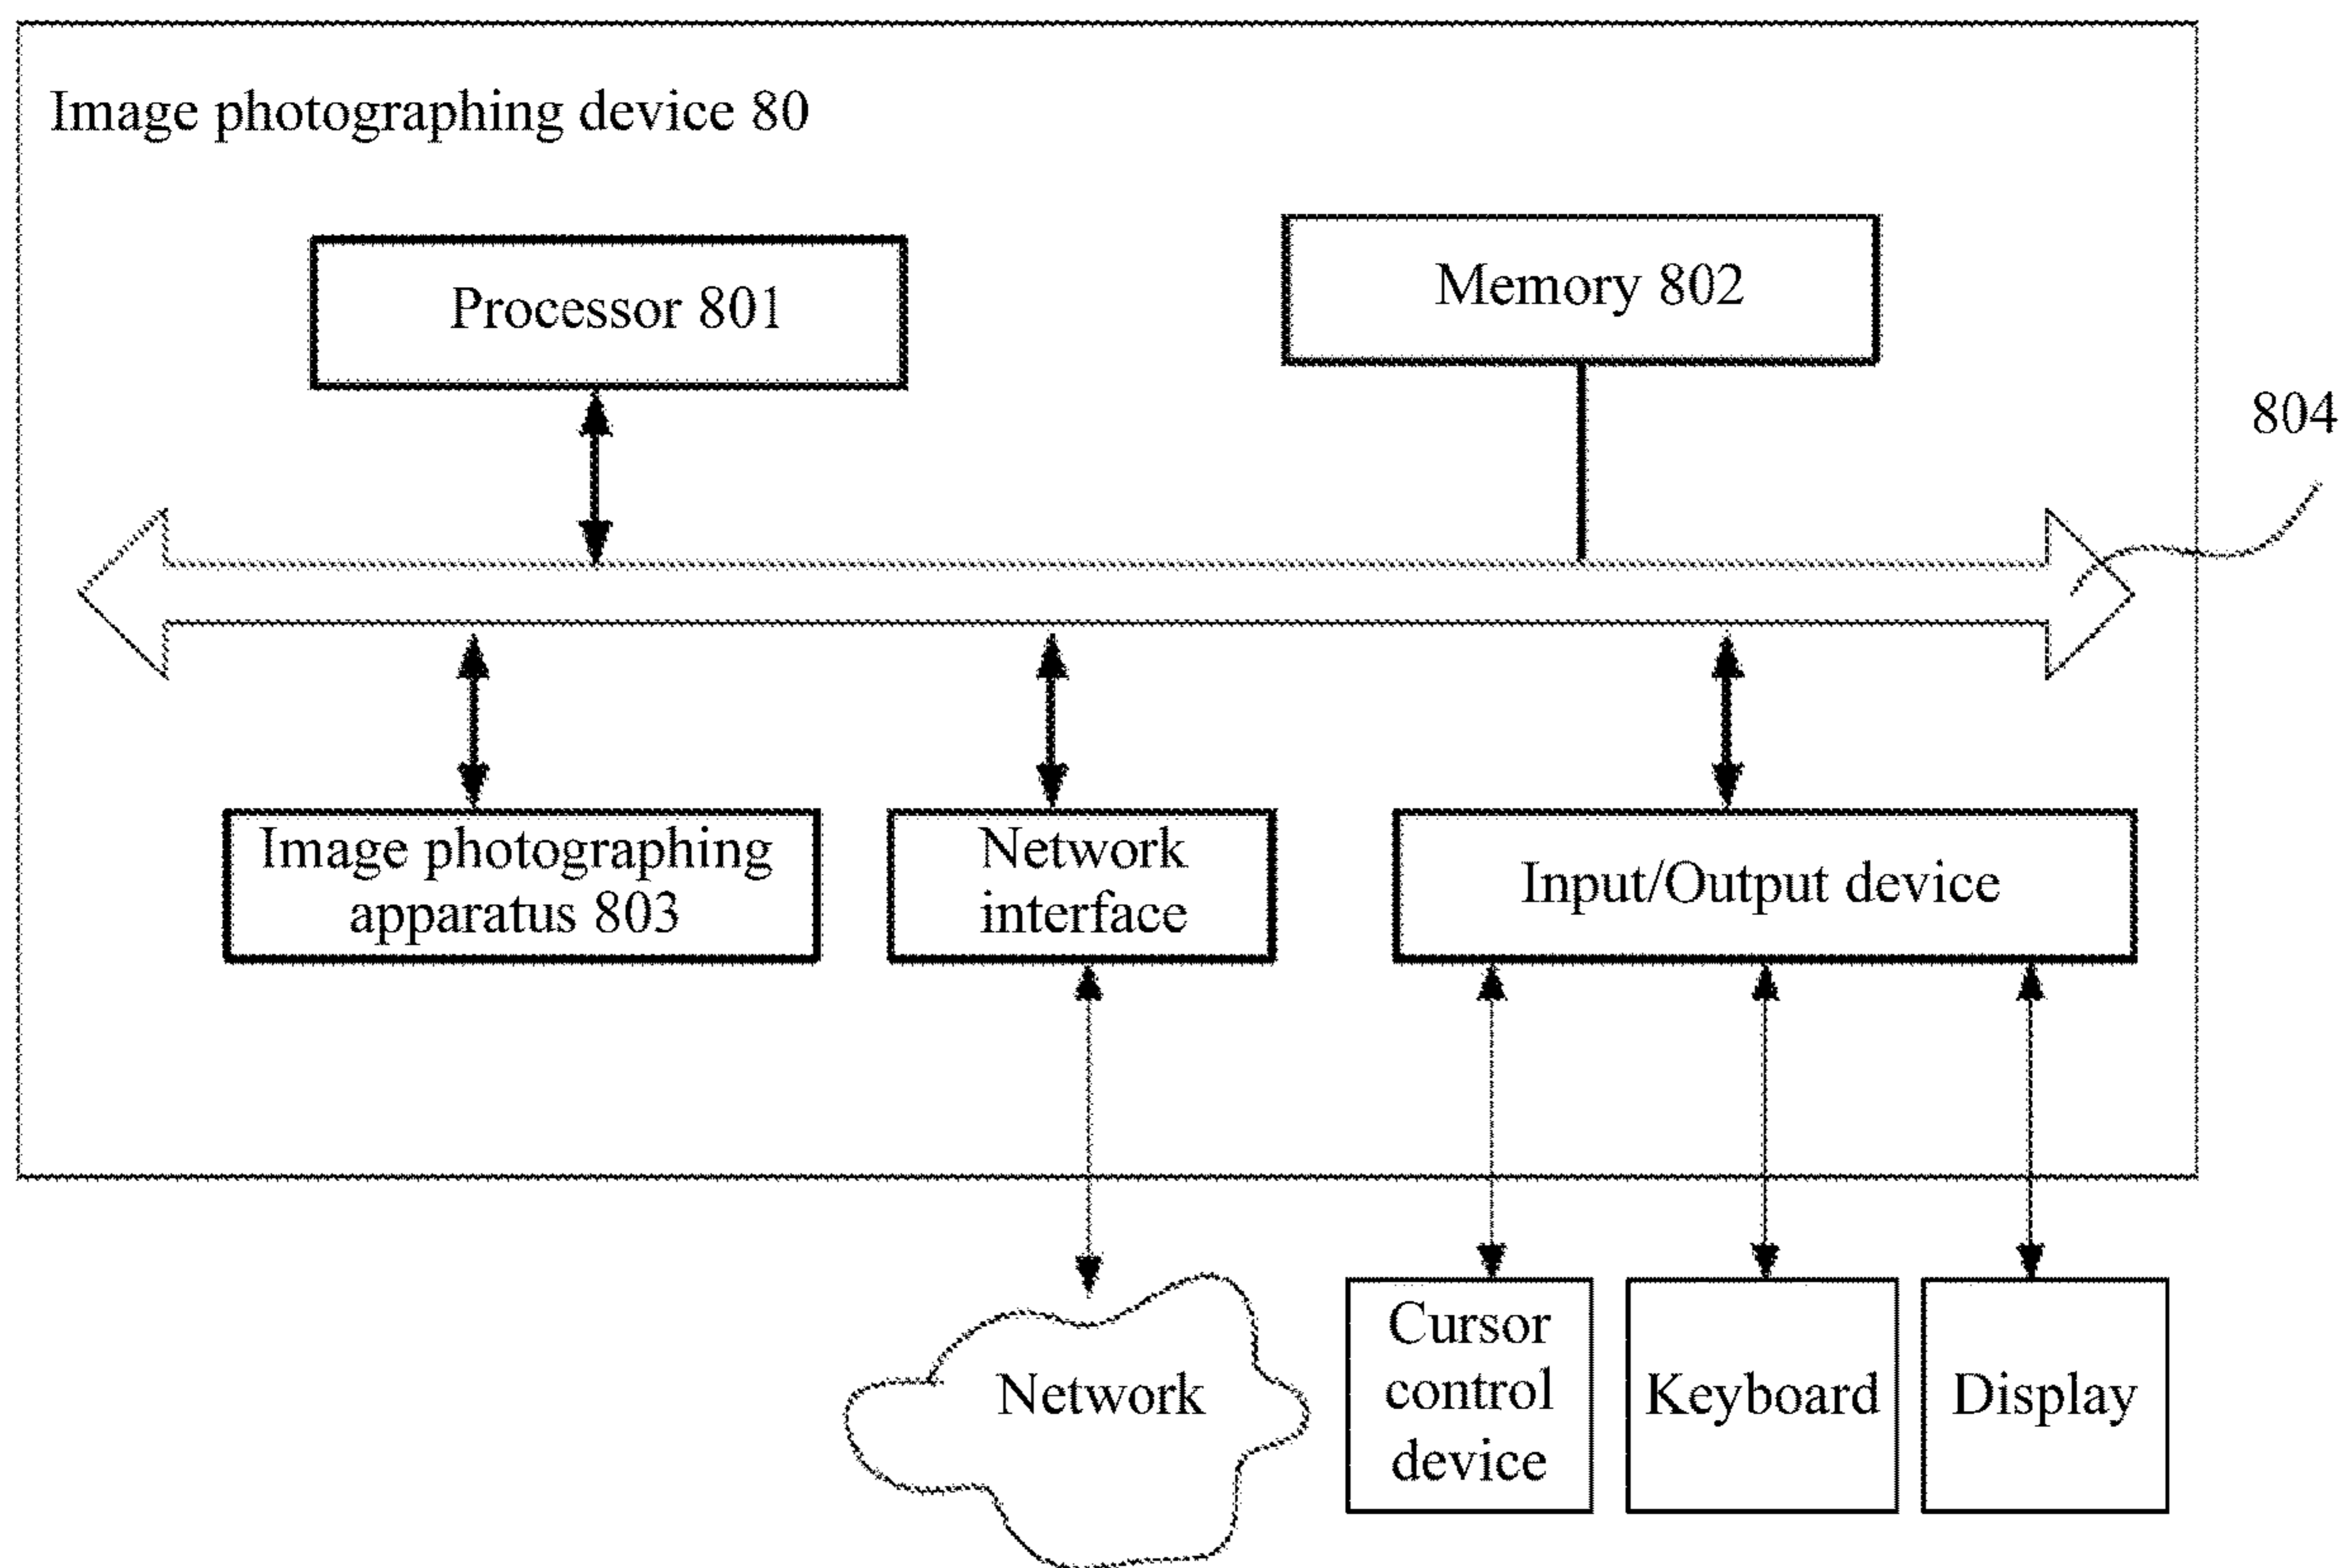 Image photographing device 80
Processor 801
Memory 802
804
Image photographing
apparatus 803
Network
interface
Input/Output device
Network
Cursor
control
device
Keyboard
Display